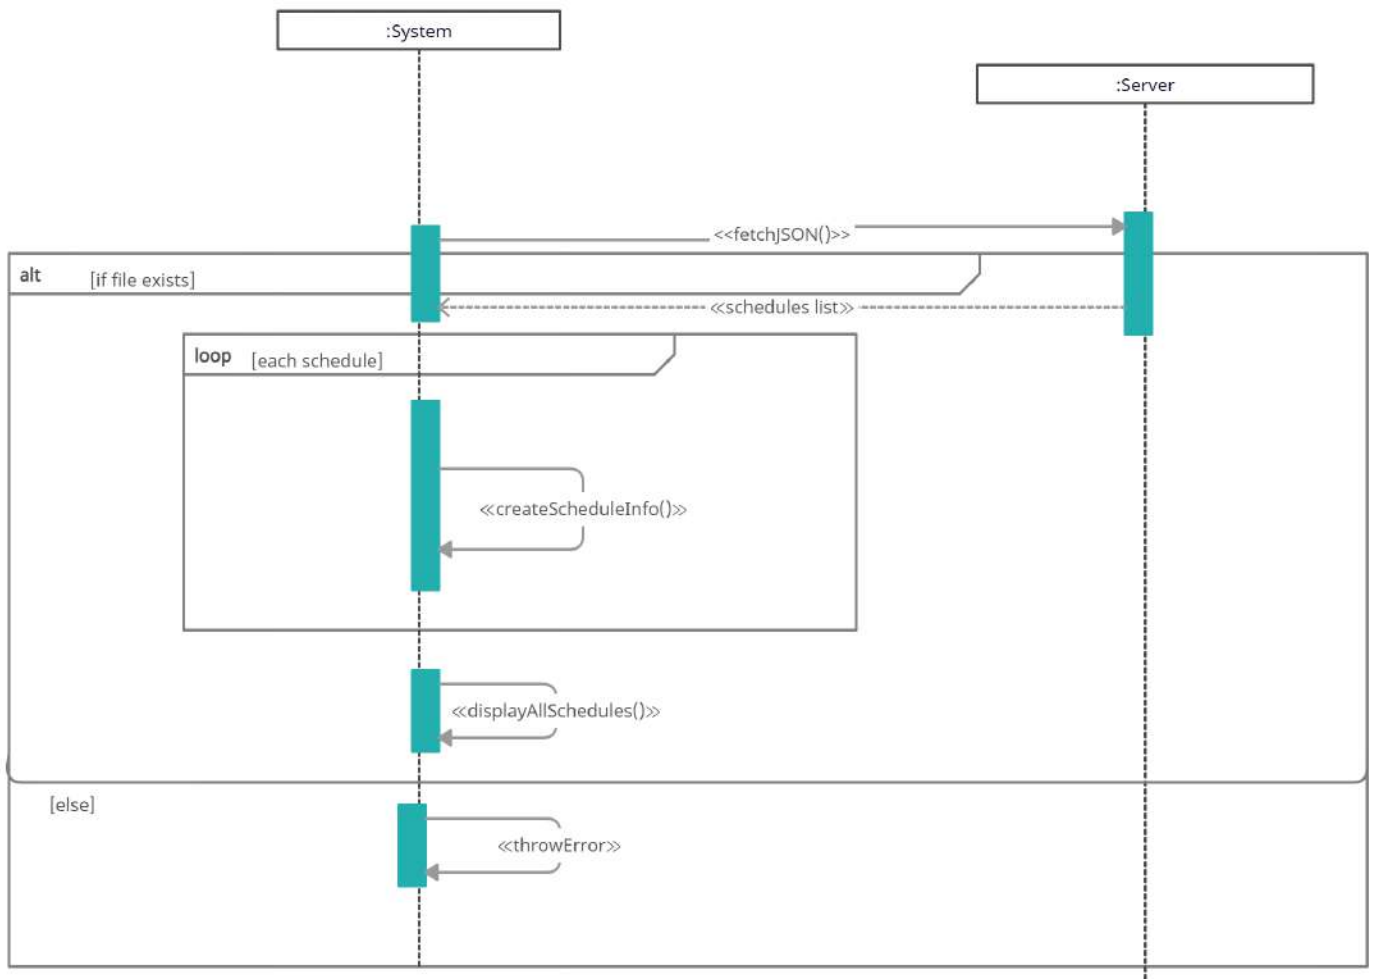 :System
:Server
<<fetchJSON()>>
alt [if file exists]
≪schedules list≫
loop [each schedule]
≪createScheduleInfo()≫
≪displayAllSchedules()≫
[else]
≪throwError≫